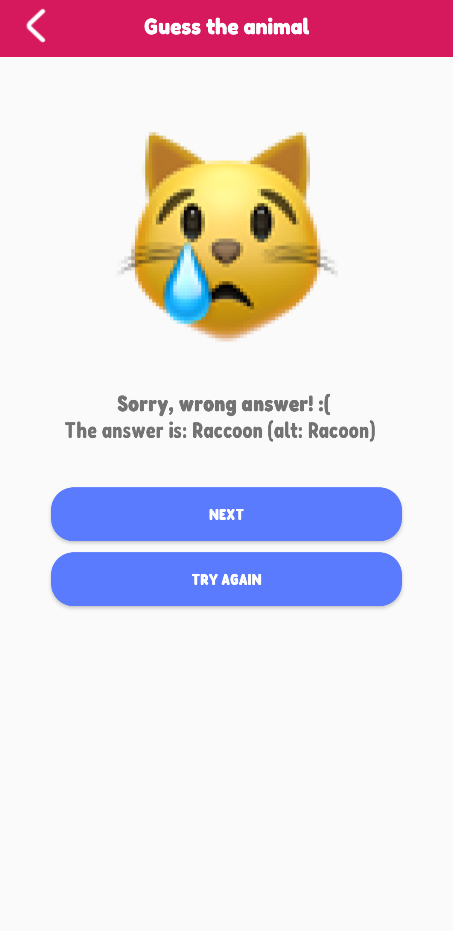 Guess the animal
Sorry, wrong answer! :(
The answer is: Raccoon (alt: Racoon)
NEXT
TRY AGAIN